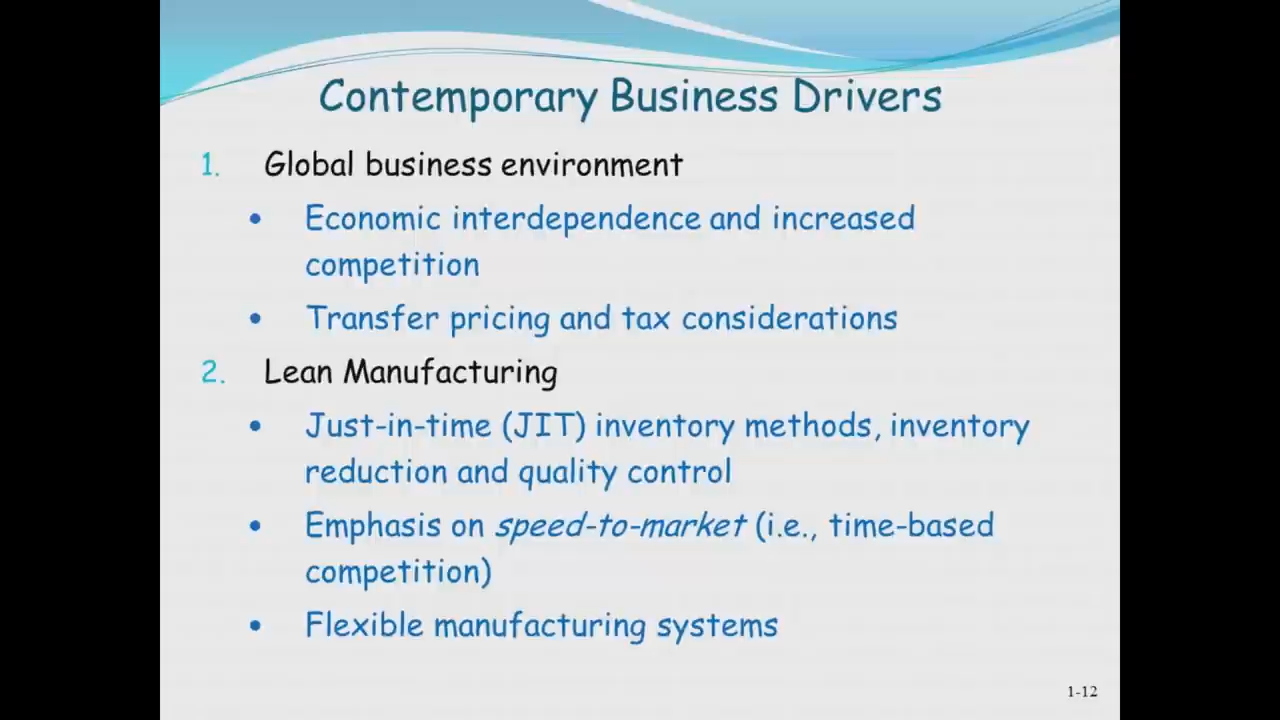 Contemporary Business Drivers
1. Global business environment
• Economic interdependence and increased
competition
• Transfer pricing and tax considerations
2. Lean Manufacturing
• Just-in-time (JIT) inventory methods, inventory
reduction and quality control
• Emphasis on speed-to-market (i.e., time-based
competition)
• Flexible manufacturing systems
1-12